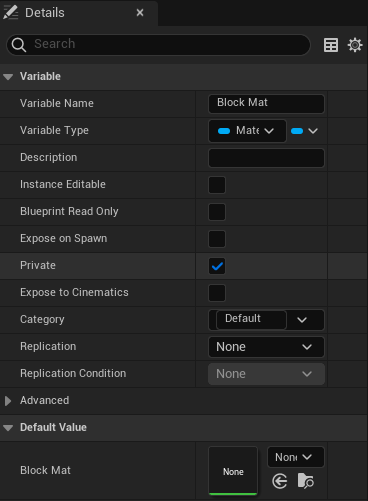 Details
Search
Variable
Variable Name Block Mat
Variable Type Mate
Description
Instance Editable
Blueprint Read Only
Expose on Spawn
Private
Expose to Cinematics
Category Default
Replication None
Replication Condition None
Advanced
Default Value
Block Mat None None